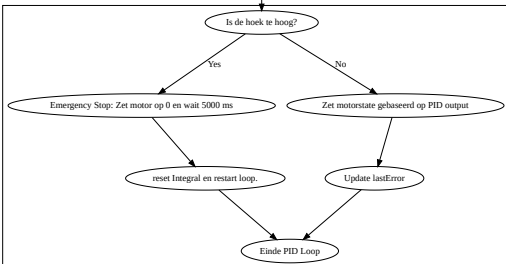 Is de hoek te hoog?
Yes
No
Emergency Stop: Zet motor op 0 en wait 5000 ms
Zet motorstate gebaseerd op PID output
reset Integral en restart loop.
Update lastError
Einde PID Loop